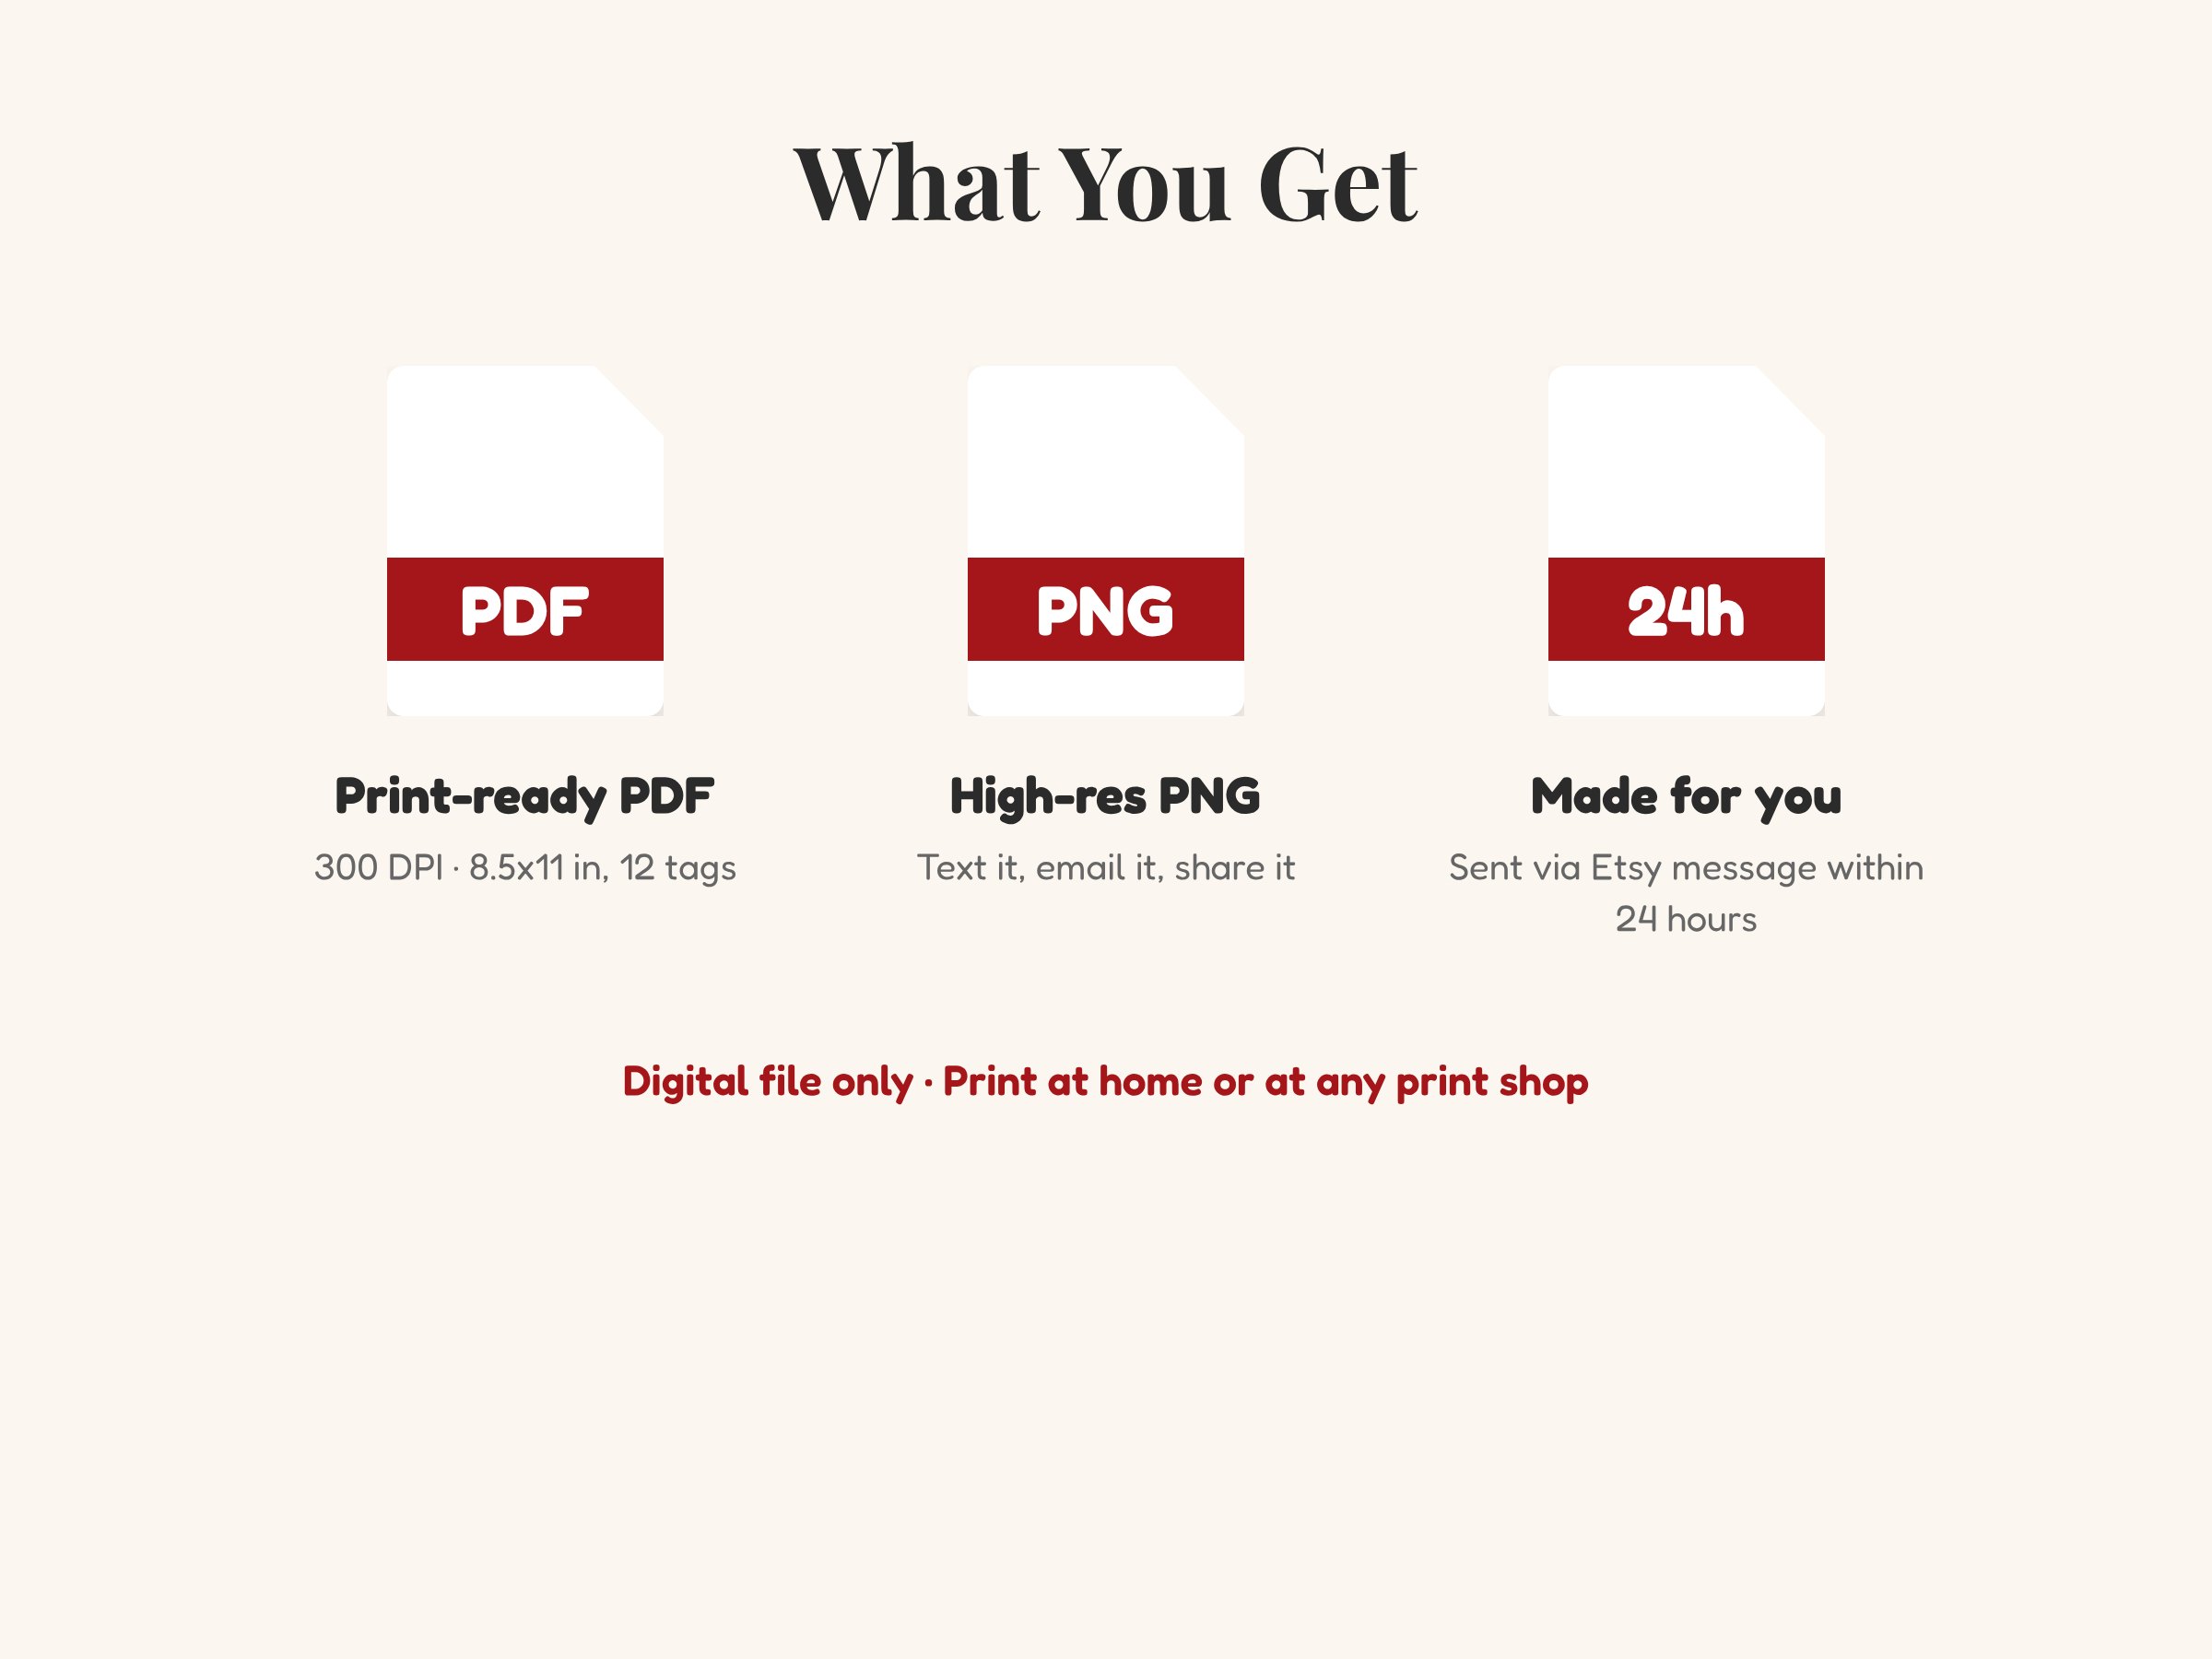 What You Get
PDF
PNG
24h
Print-ready PDF
300 DPI · 8.5x11 in, 12 tags
High-res PNG
Text it, email it, share it
Made for you
Sent via Etsy message within
24 hours
Digital file only · Print at home or at any print shop